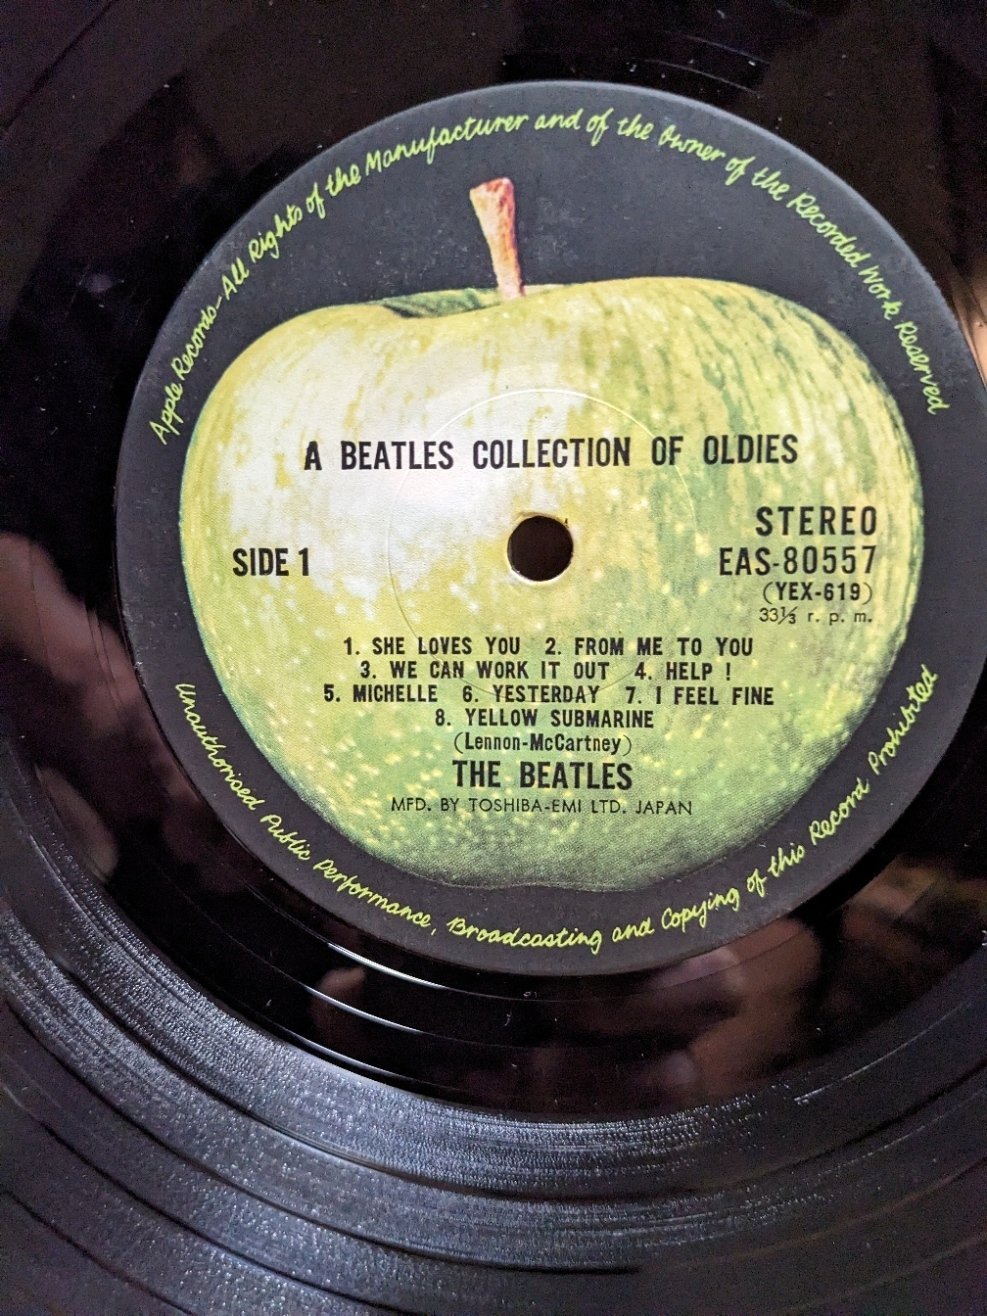 Apple Records-All Rights of the Manufacturer and of the Owner of the Recorded Work Reserved
A BEATLES COLLECTION OF OLDIES
STEREO
SIDE 1
EAS-80557
(YEX-619)
33⅓ r. p. m.
1. SHE LOVES YOU 2. FROM ME TO YOU
3. WE CAN WORK IT OUT 4. HELP !
5. MICHELLE 6. YESTERDAY 7. I FEEL FINE
8. YELLOW SUBMARINE
(Lennon-McCartney)
THE BEATLES
MFD. BY TOSHIBA-EMI LTD. JAPAN
Unauthorised Public Performance, Broadcasting and Copying of this Record Prohibited